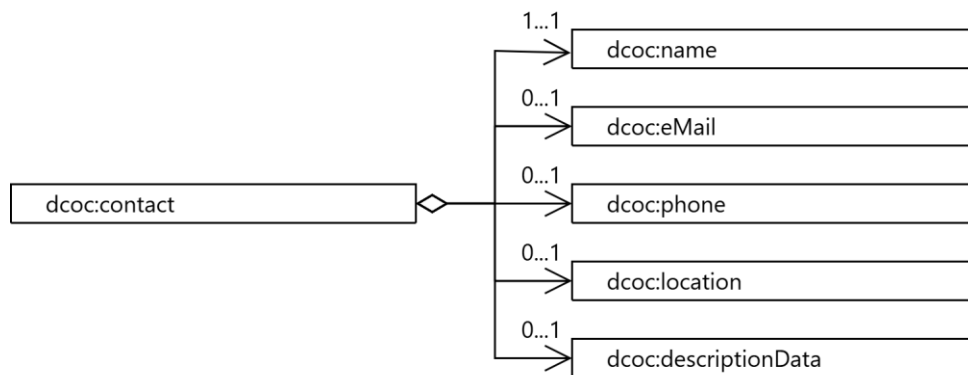 1...1
dcoc:name
0...1
dcoc:eMail
0...1
dcoc:contact
dcoc:phone
0...1
dcoc:location
0...1
dcoc:descriptionData